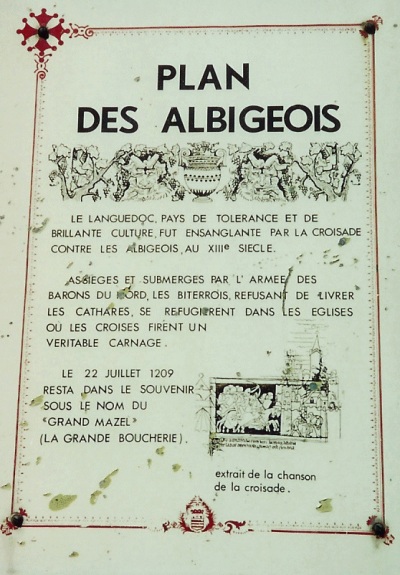 PLAN
DES ALBIGEOIS
LE LANGUEDOC, PAYS DE TOLERANCE ET DE
BRILLANTE CULTURE, FUT ENSANGLANTE PAR LA CROISADE
CONTRE LES ALBIGEOIS, AU XIIIe SIECLE.
ASSIEGES ET SUBMERGES PAR L' ARMEE DES
BARONS DU NORD, LES BITERROIS, REFUSANT DE LIVRER
LES CATHARES, SE REFUGIERENT DANS LES EGLISES
OÙ LES CROISES FIRENT UN
VERITABLE CARNAGE.
LE 22 JUILLET 1209
RESTA DANS LE SOUVENIR
SOUS LE NOM DU
"GRAND MAZEL"
(LA GRANDE BOUCHERIE).
extrait de la chanson
de la croisade.